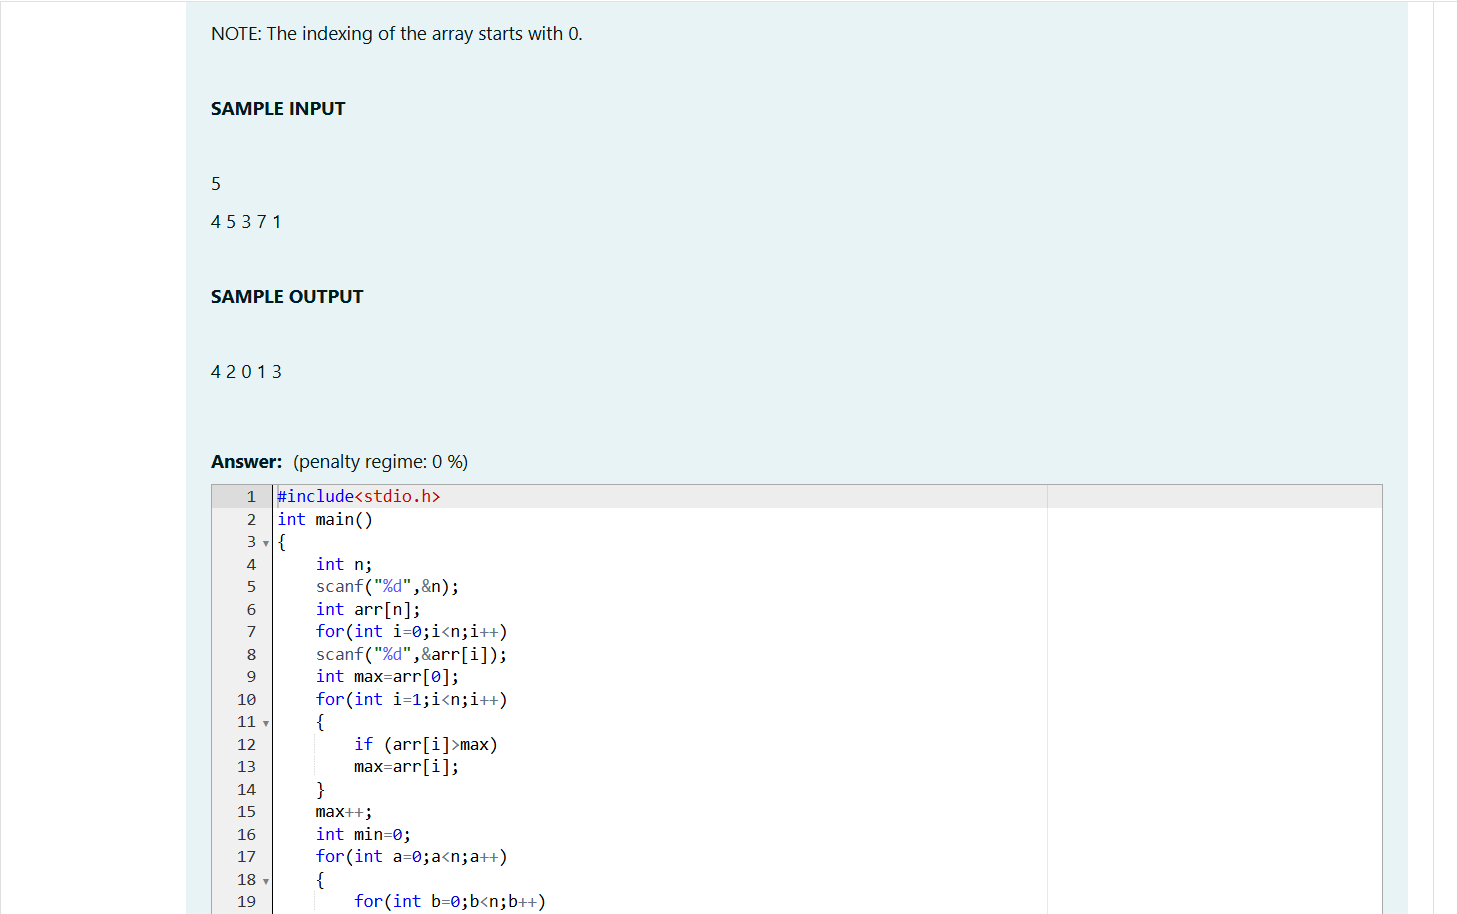 NOTE: The indexing of the array starts with 0.
SAMPLE INPUT
5
4 5 3 7 1
SAMPLE OUTPUT
4 2 0 1 3
Answer: (penalty regime: 0 %)
1 #include<stdio.h>
2 int main()
3 {
4 int n;
5 scanf("%d",&n);
6 int arr[n];
7 for(int i=0;i<n;i++)
8 scanf("%d",&arr[i]);
9 int max=arr[0];
10 for(int i=1;i<n;i++)
11 {
12 if (arr[i]>max)
13 max=arr[i];
14 }
15 max++;
16 int min=0;
17 for(int a=0;a<n;a++)
18 {
19 for(int b=0;b<n;b++)